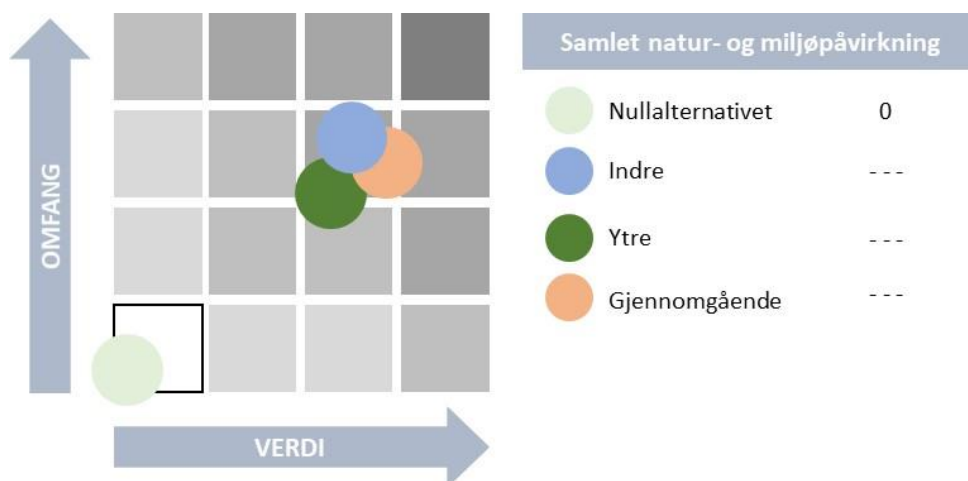 OMFANG
VERDI
Samlet natur- og miljøpåvirkning
Nullalternativet 0
Indre - - -
Ytre - - -
Gjennomgående - - -